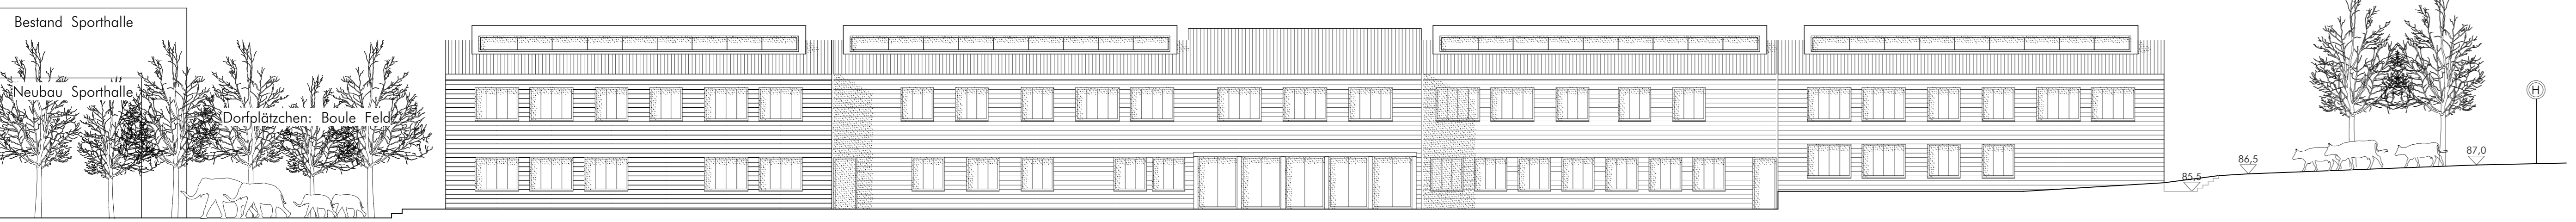 Bestand Sporthalle
Neubau Sporthalle
Dorfplätzchen: Boule Feld
85,5
86,5
87,0
H